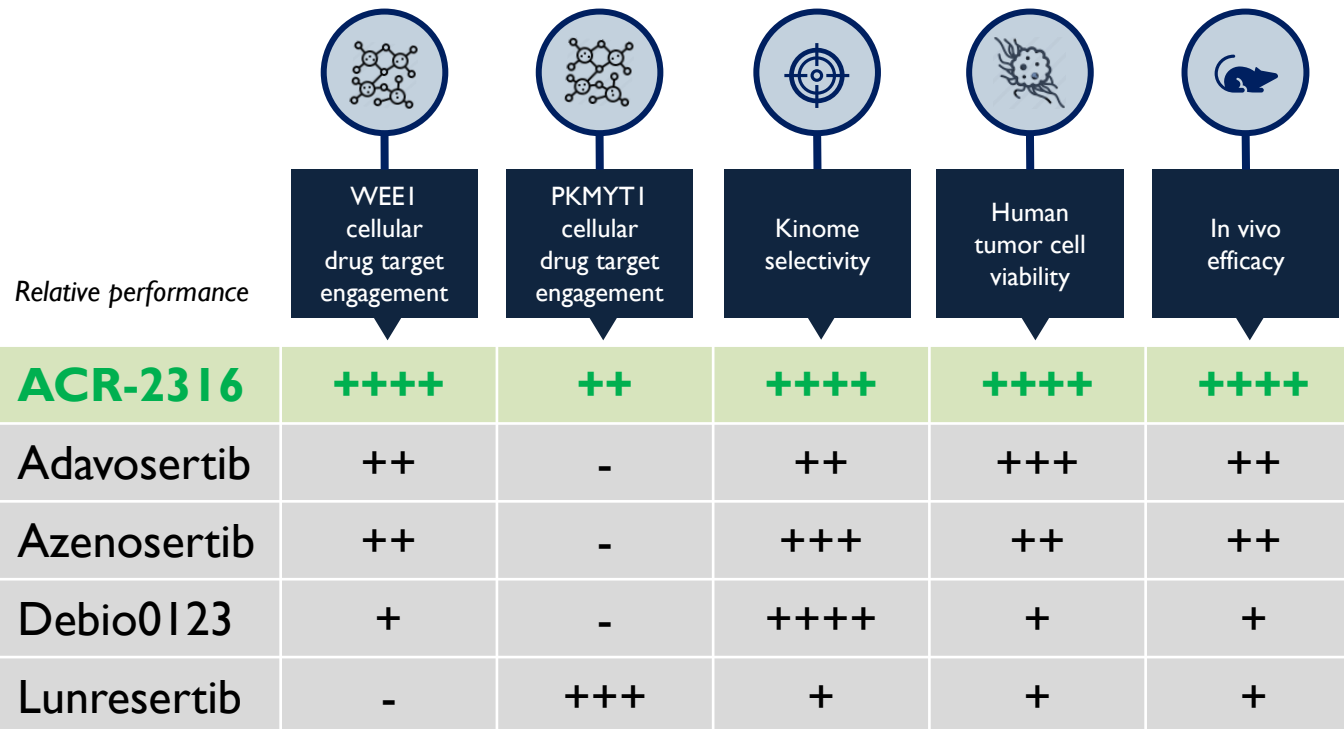 WEE1
cellular
drug target
engagement
PKMYT1
cellular
drug target
engagement
Kinome
selectivity
Human
tumor cell
viability
In vivo
efficacy
Relative performance
ACR-2316 ++++ ++ ++++ ++++ ++++
Adavosertib ++ - ++ +++ ++
Azenosertib ++ - +++ ++ ++
Debio0123 + - ++++ + +
Lunresertib - +++ + + +